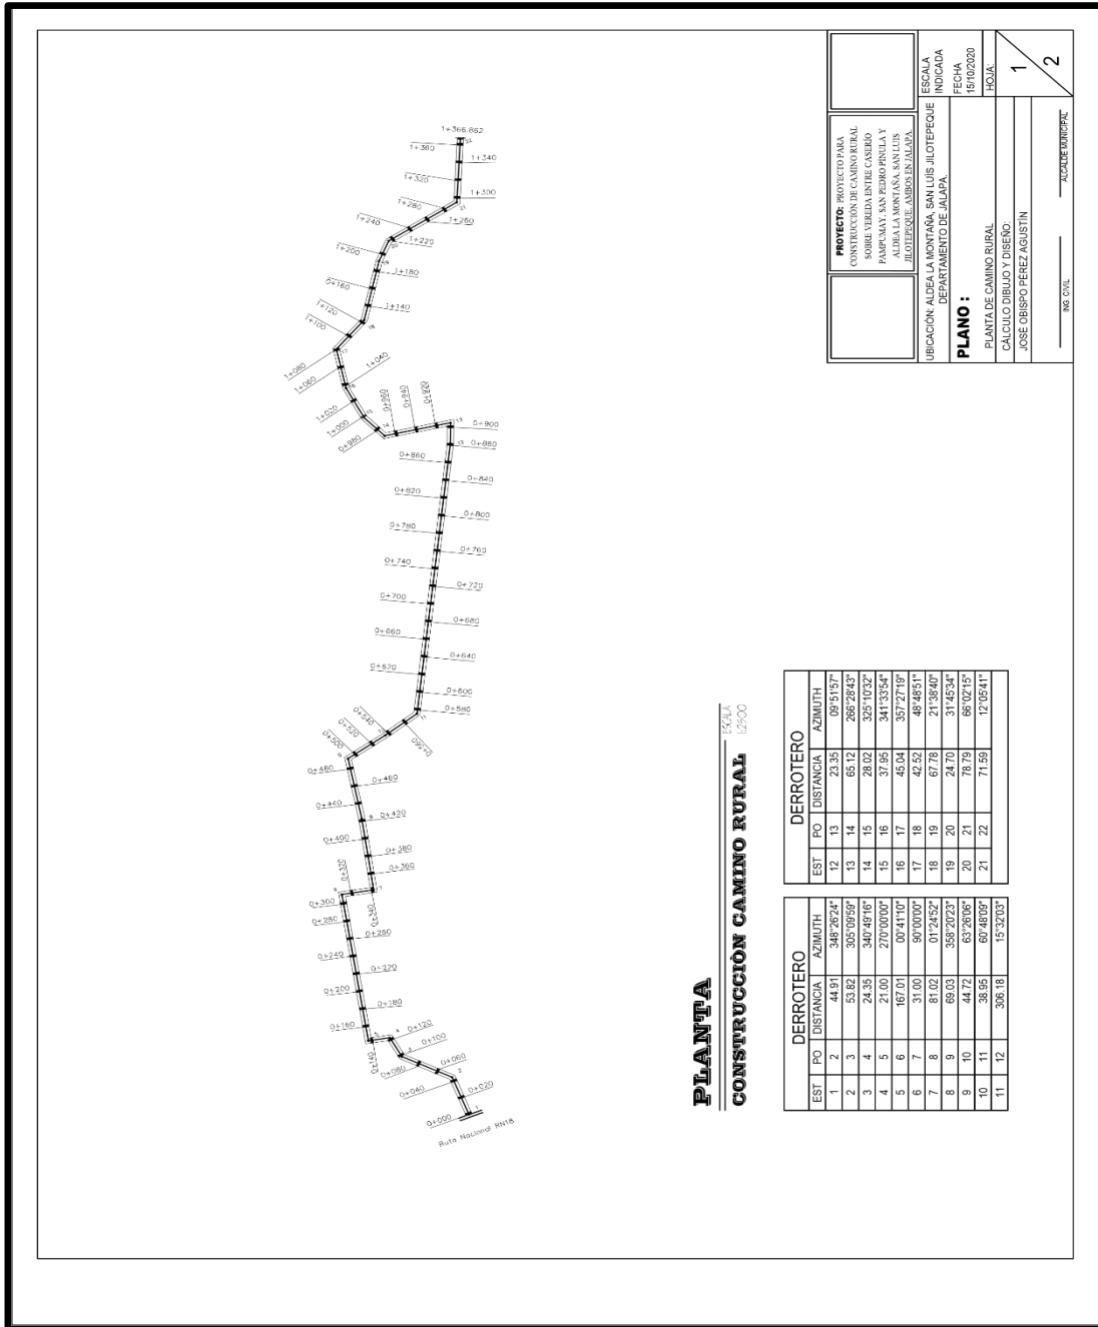 PROYECTO: PROYECTO PARA
CONSTRUCCIÓN DE CAMINO RURAL
SOBRE VEREDA ENTRE CASERÍO
PAMPUMAY, SAN PEDRO PINULA Y
ALDEA LA MONTAÑA, SAN LUIS
JILOTEPEQUE, AMBOS EN JALAPA.
UBICACIÓN: ALDEA LA MONTAÑA, SAN LUIS JILOTEPEQUE
DEPARTAMENTO DE JALAPA.
ESCALA
INDICADA
PLANO :
PLANTA DE CAMINO RURAL
FECHA
15/10/2020
CÁLCULO DIBUJO Y DISEÑO:
JOSÉ OBISPO PÉREZ AGUSTÍN
HOJA:
1
2
ING. CIVIL
ALCALDE MUNICIPAL
Ruta Nacional RN18
0+000
0+020
0+040
0+060
0+080
0+100
0+120
0+140
0+160
0+180
0+200
0+220
0+240
0+260
0+280
0+300
0+320
0+340
0+360
0+380
0+400
0+420
0+440
0+460
0+480
0+500
0+520
0+540
0+560
0+580
0+600
0+620
0+640
0+660
0+680
0+700
0+720
0+740
0+760
0+780
0+800
0+820
0+840
0+860
0+880
0+900
0+920
0+940
0+960
0+980
1+000
1+020
1+040
1+060
1+080
1+100
1+120
1+140
0+160
1+180
1+200
1+220
1+240
1+260
1+280
1+300
1+320
1+340
1+360
1+366.862
PLANTA
CONSTRUCCIÓN CAMINO RURAL
ESCALA
1:2500
DERROTERO
EST PO DISTANCIA AZIMUTH
1 2 44.91 348°26'24"
2 3 53.82 305°09'59"
3 4 24.35 340°49'16"
4 5 21.00 270°00'00"
5 6 167.01 00°41'10"
6 7 31.00 90°00'00"
7 8 81.02 01°24'52"
8 9 69.03 358°20'23"
9 10 44.72 63°26'06"
10 11 38.95 60°48'09"
11 12 306.18 15°32'03"
DERROTERO
EST PO DISTANCIA AZIMUTH
12 13 23.35 09°51'57"
13 14 65.12 266°28'43"
14 15 28.02 325°10'32"
15 16 37.95 341°33'54"
16 17 45.04 357°27'19"
17 18 42.52 48°48'51"
18 19 67.78 21°38'40"
19 20 24.70 31°45'34"
20 21 78.79 66°02'15"
21 22 71.59 12°05'41"